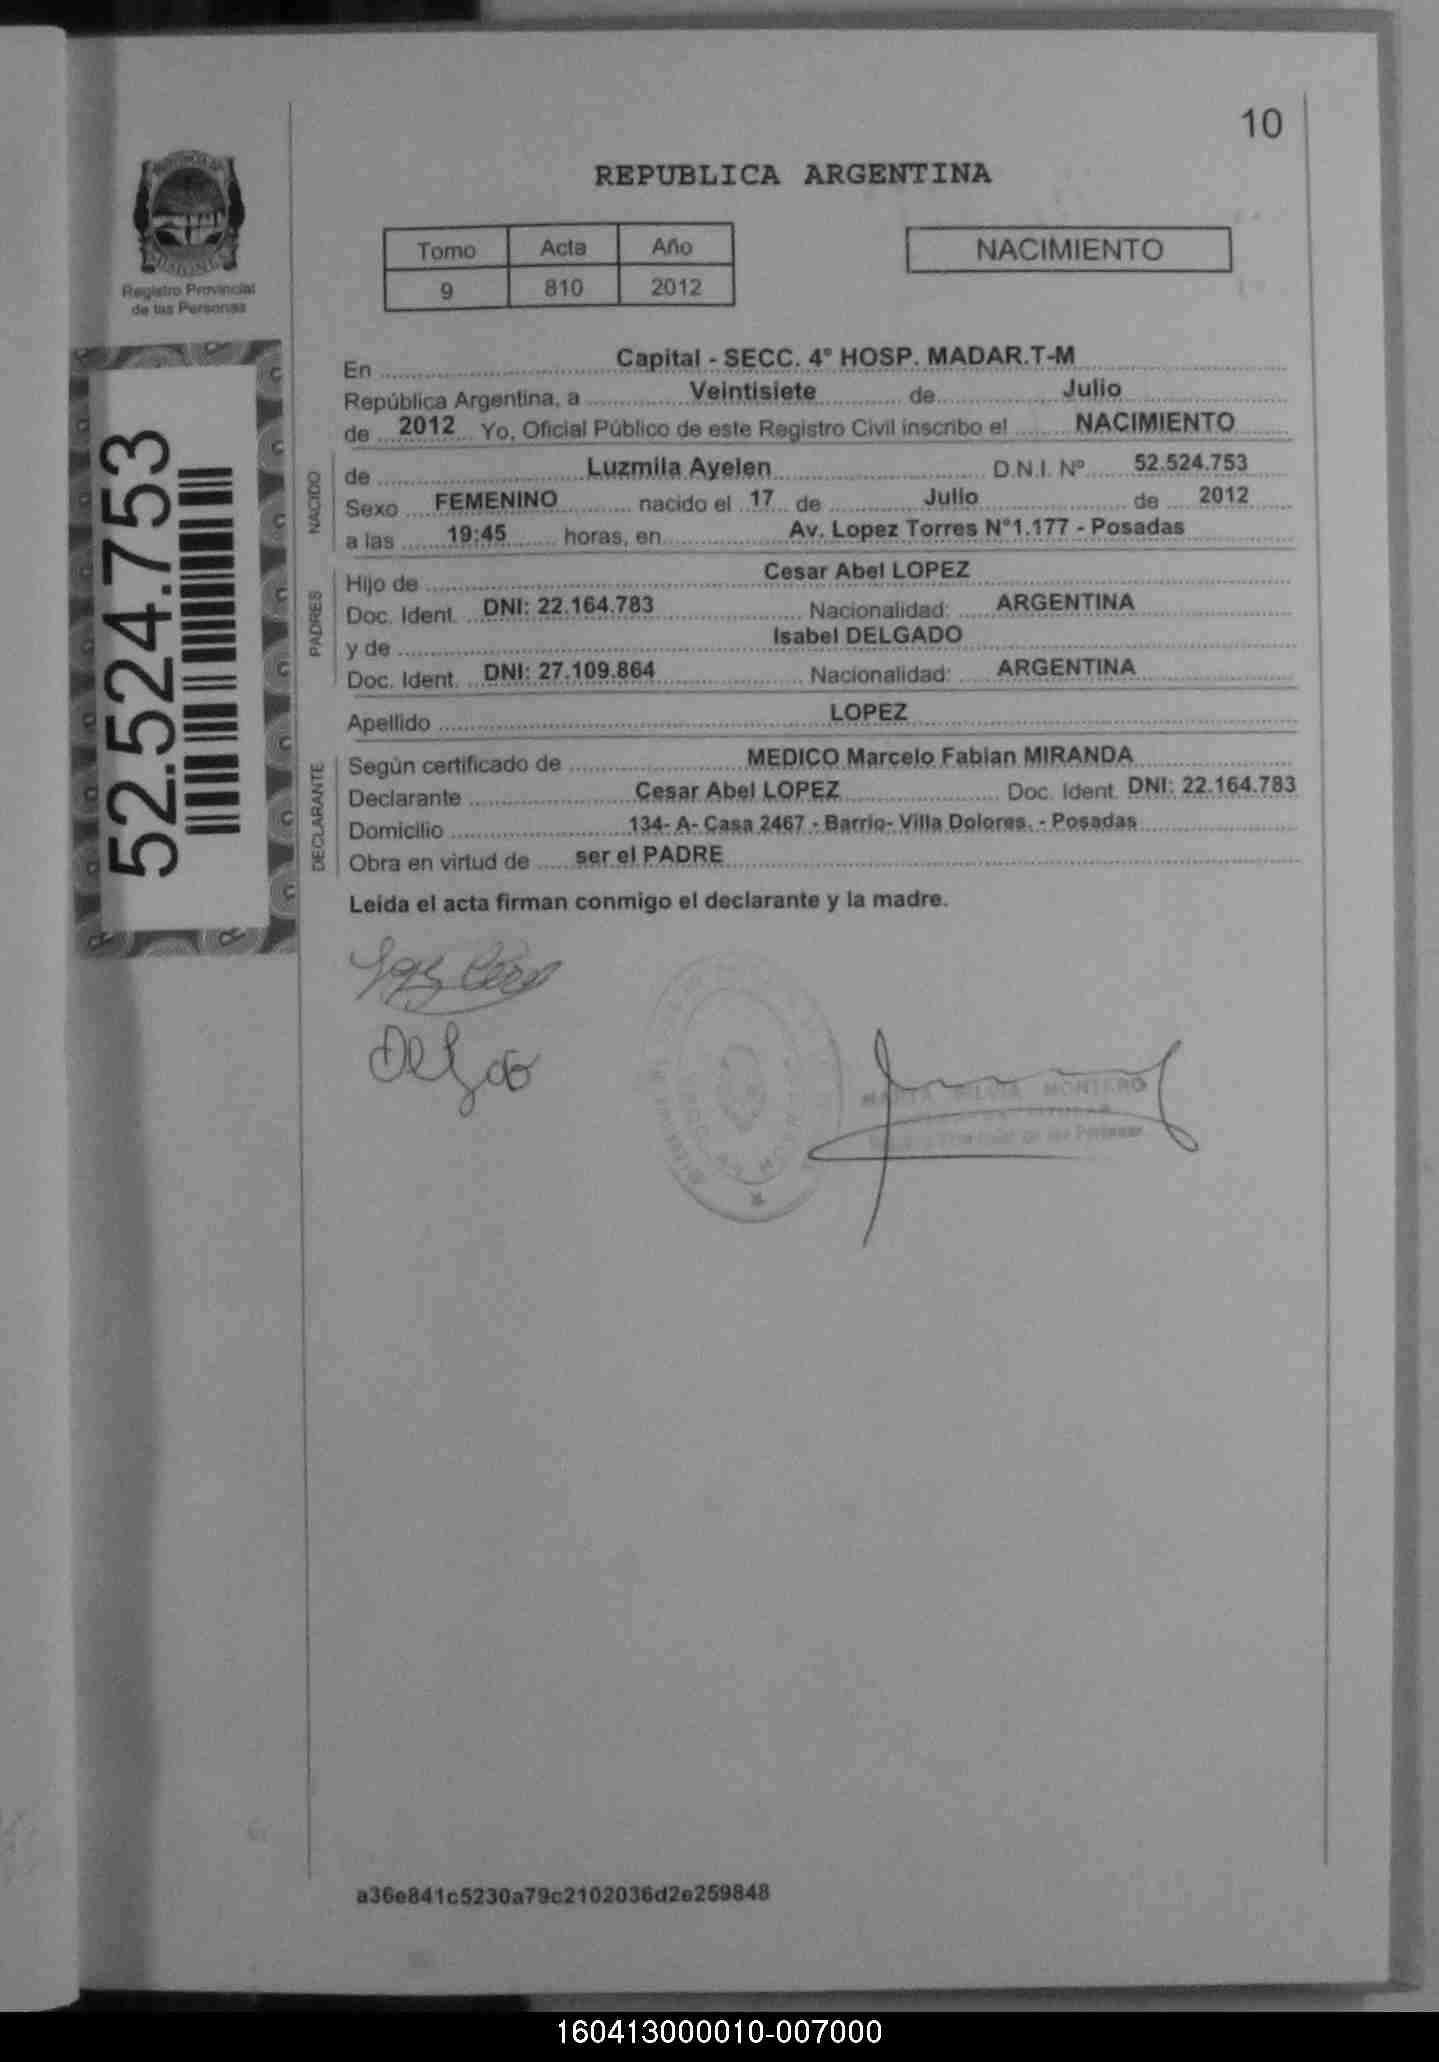 10
REPUBLICA ARGENTINA
Registro Provincial
de las Personas
Tomo Acta Año
9 810 2012
NACIMIENTO
52.524.753
En Capital - SECC. 4° HOSP. MADAR.T-M
República Argentina, a Veintisiete de Julio
de 2012 Yo, Oficial Público de este Registro Civil inscribo el NACIMIENTO
NACIDO
de Luzmila Ayelen D.N.I. Nº 52.524.753
Sexo FEMENINO nacido el 17 de Julio de 2012
a las 19:45 horas, en Av. Lopez Torres N°1.177 - Posadas
PADRES
Hijo de Cesar Abel LOPEZ
Doc. Ident. DNI: 22.164.783 Nacionalidad: ARGENTINA
y de Isabel DELGADO
Doc. Ident. DNI: 27.109.864 Nacionalidad: ARGENTINA
Apellido LOPEZ
DECLARANTE
Según certificado de MEDICO Marcelo Fabian MIRANDA
Declarante Cesar Abel LOPEZ Doc. Ident. DNI: 22.164.783
Domicilio 134- A- Casa 2467 - Barrio- Villa Dolores. - Posadas
Obra en virtud de ser el PADRE
Leida el acta firman conmigo el declarante y la madre.
MARTA SILVIA MONTERO
a36e841c5230a79c2102036d2e259848
160413000010-007000